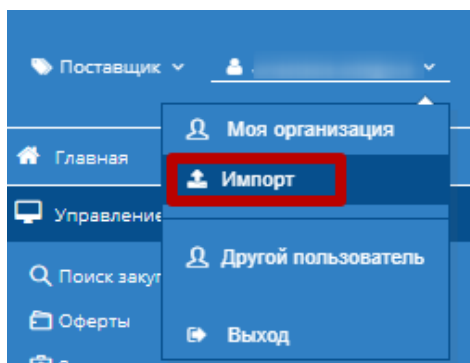 Поставщик
Моя организация
Главная
Импорт
Управление
Другой пользователь
Поиск закуп
Оферты
Выход